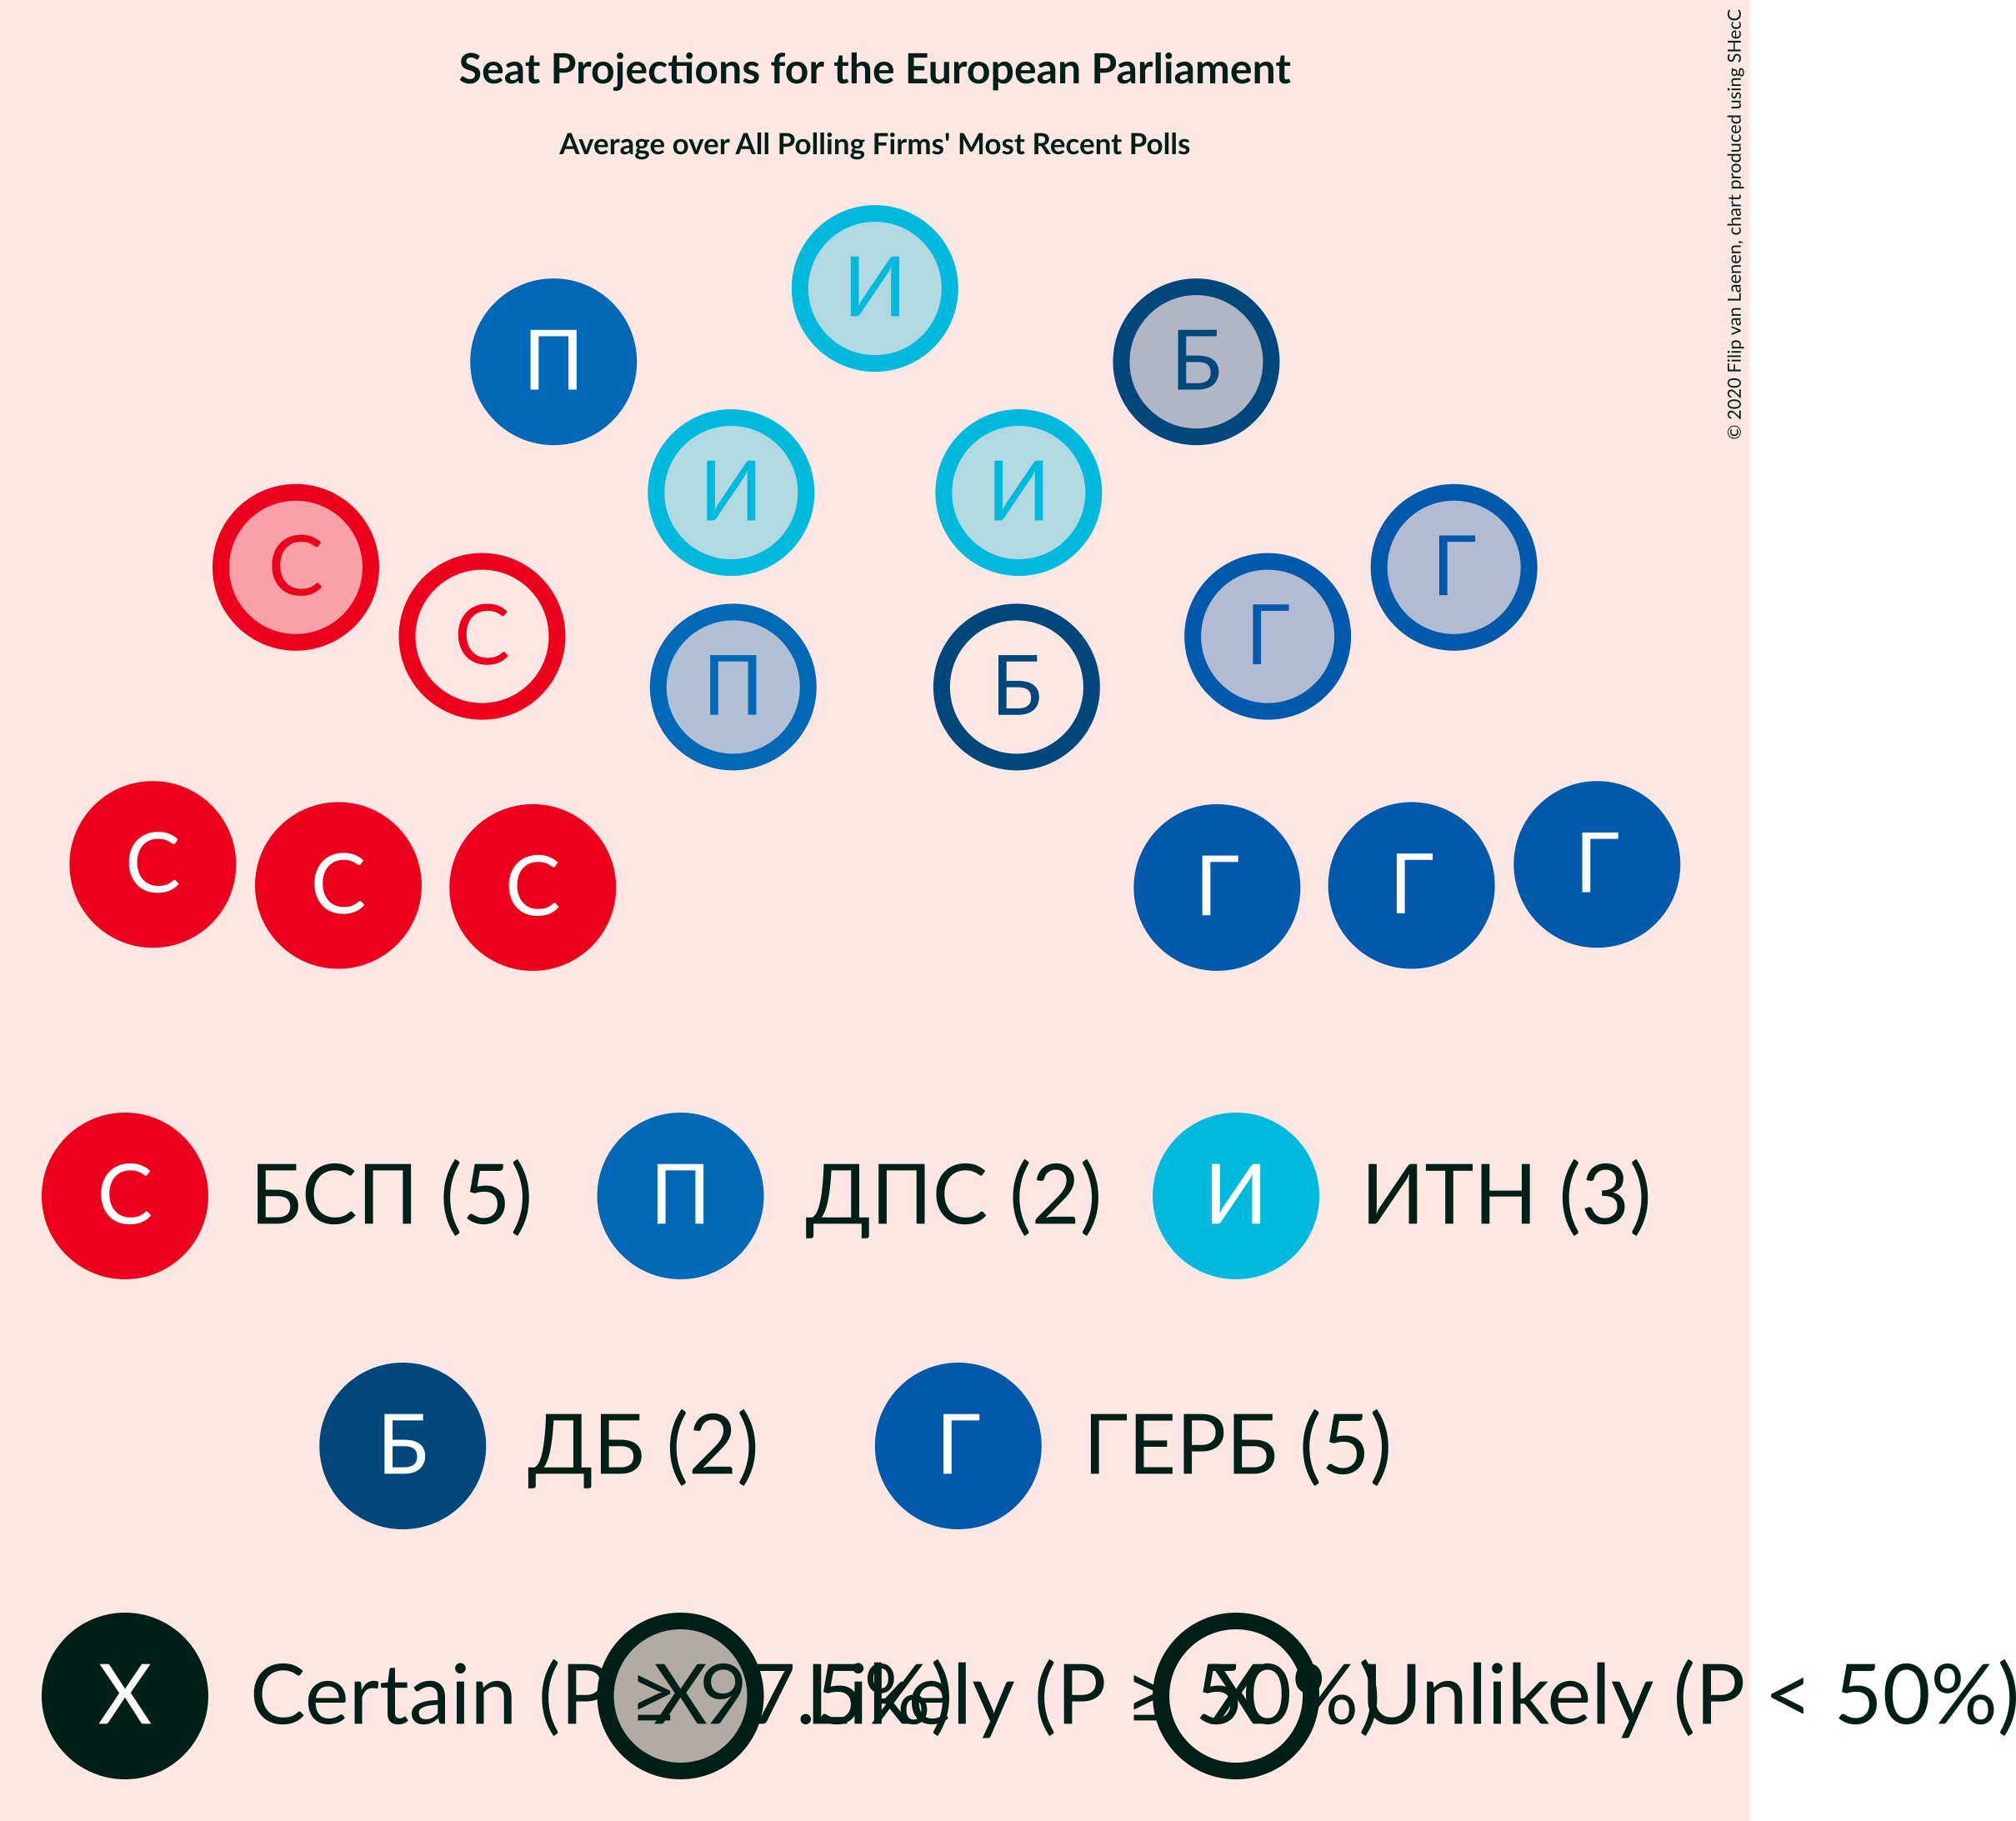 Seat Projections for the European Parliament
Average over All Polling Firms' Most Recent Polls
© 2020 Filip van Laenen, chart produced using SHecC
И
П
Б
И
И
С
Г
С
Г
П
Б
С
С
С
Г
Г
Г
С БСП (5) П ДПС (2) И ИТН (3)
Б ДБ (2) Г ГЕРБ (5)
X Certain (P ≥ 97.5%) X Likely (P ≥ 50%) X Unlikely (P < 50%)